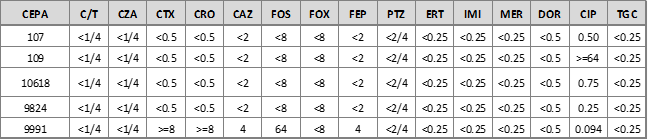 CEPA C/T CZA CTX CRO CAZ FOS FOX FEP PTZ ERT IMI MER DOR CIP TGC
107 <1/4 <1/4 <0.5 <0.5 <2 <8 <8 <2 <2/4 <0.25 <0.25 <0.25 <0.5 0.50 <0.25
109 <1/4 <1/4 <0.5 <0.5 <2 <8 <8 <2 <2/4 <0.25 <0.25 <0.25 <0.5 >=64 <0.25
10618 <1/4 <1/4 <0.5 <0.5 <2 <8 <8 <2 <2/4 <0.25 <0.25 <0.25 <0.5 0.75 <0.25
9824 <1/4 <1/4 <0.5 <0.5 <2 <8 <8 <2 <2/4 <0.25 <0.25 <0.25 <0.5 0.25 <0.25
9991 <1/4 <1/4 >=8 >=8 4 64 <8 4 <2/4 <0.25 <0.25 <0.25 <0.5 0.094 <0.25